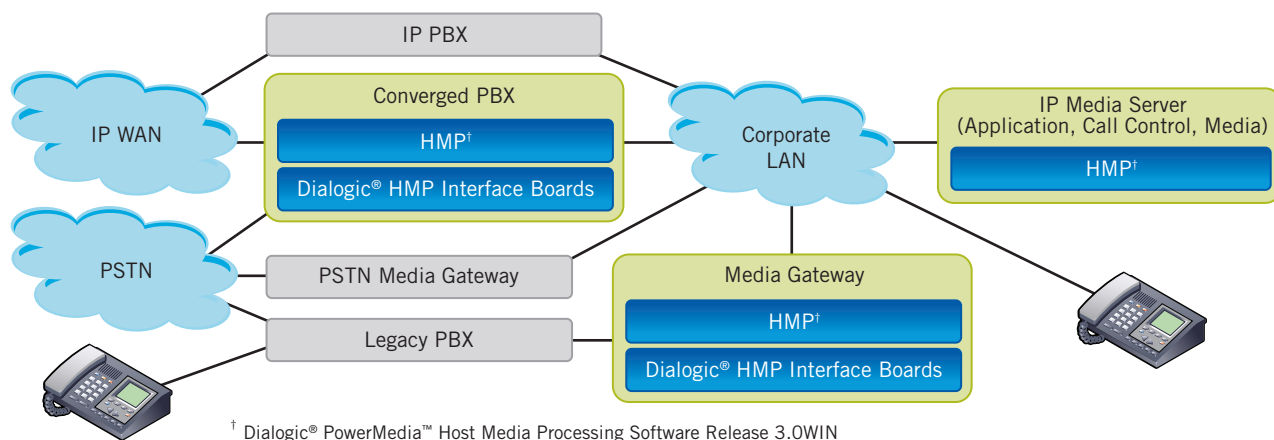 IP PBX
IP WAN
Converged PBX
HMP†
Dialogic® HMP Interface Boards
Corporate
LAN
IP Media Server
(Application, Call Control, Media)
HMP†
PSTN
PSTN Media Gateway
Legacy PBX
Media Gateway
HMP†
Dialogic® HMP Interface Boards
† Dialogic® PowerMedia™ Host Media Processing Software Release 3.0WIN